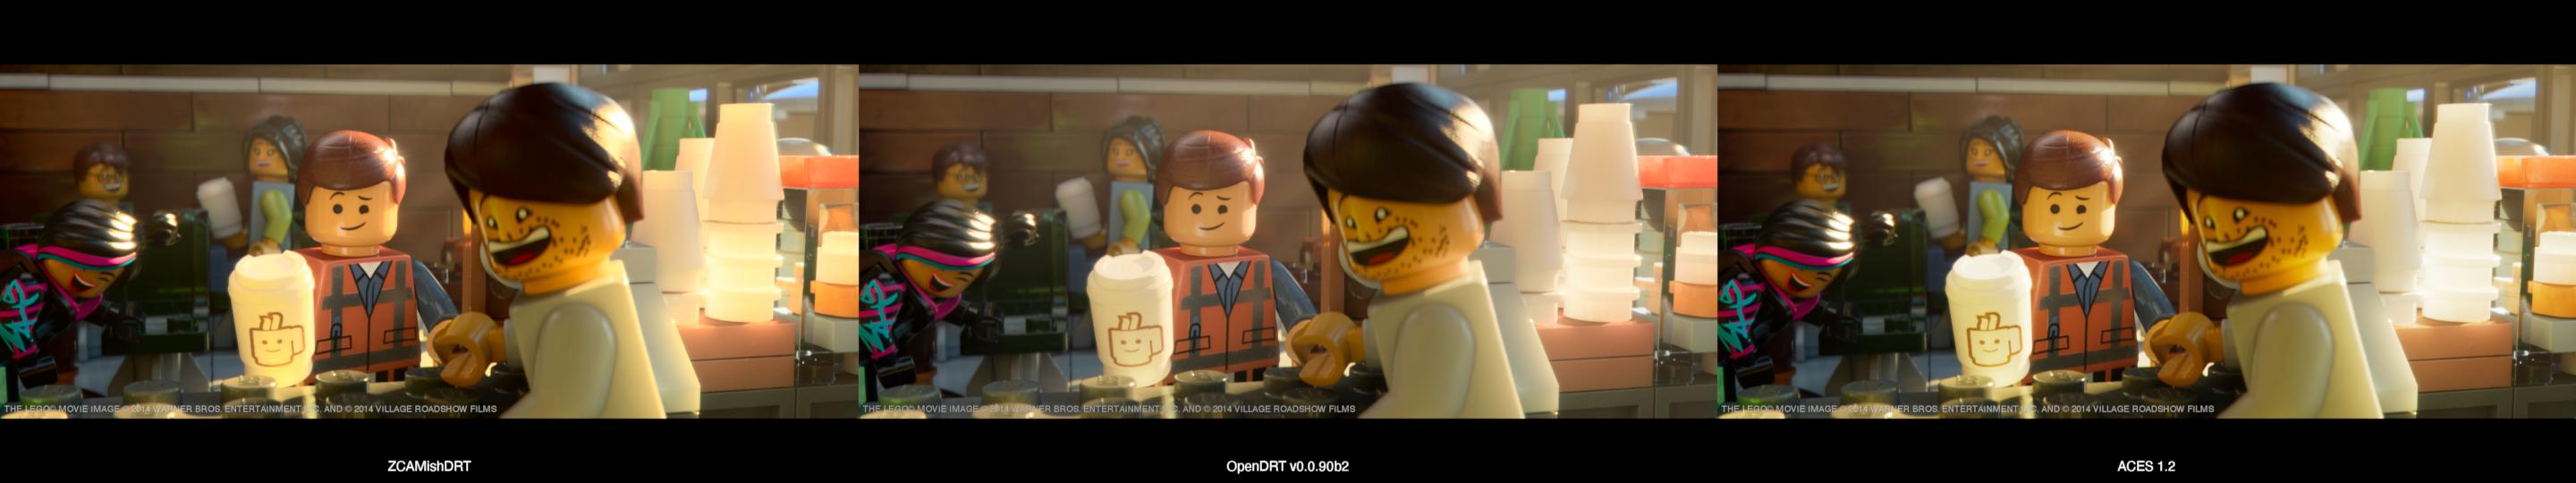 THE LEGO© MOVIE IMAGE © 2014 WARNER BROS. ENTERTAINMENT INC. AND © 2014 VILLAGE ROADSHOW FILMS
THE LEGO© MOVIE IMAGE © 2014 WARNER BROS. ENTERTAINMENT INC. AND © 2014 VILLAGE ROADSHOW FILMS
THE LEGO© MOVIE IMAGE © 2014 WARNER BROS. ENTERTAINMENT INC. AND © 2014 VILLAGE ROADSHOW FILMS
ZCAMishDRT
OpenDRT v0.0.90b2
ACES 1.2